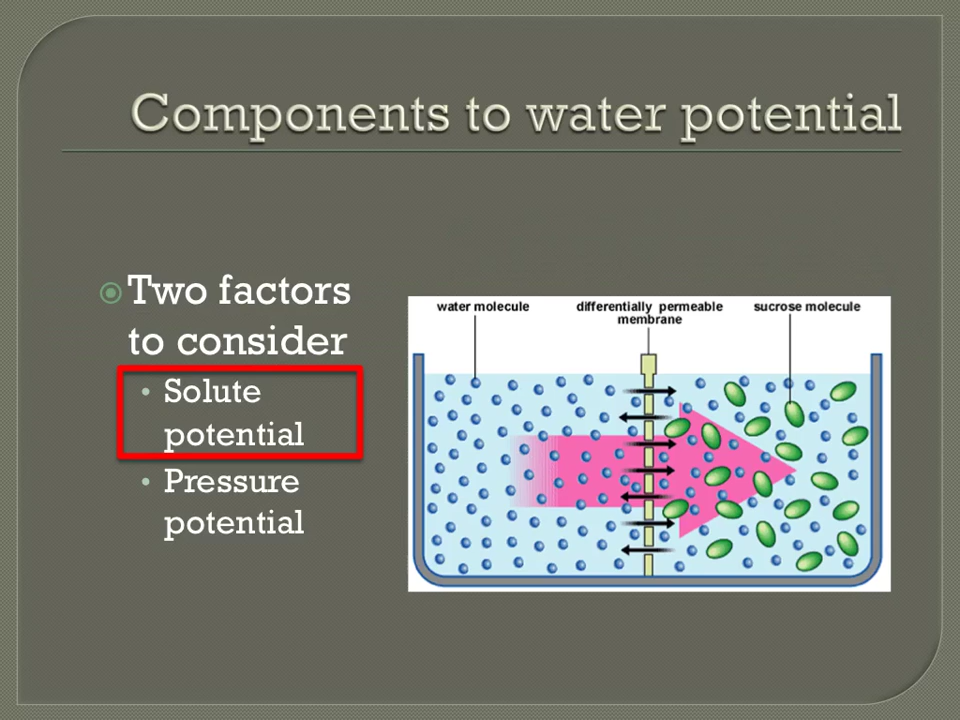 Components to water potential
Two factors
to consider
• Solute
potential
• Pressure
potential
water molecule
differentially permeable
membrane
sucrose molecule